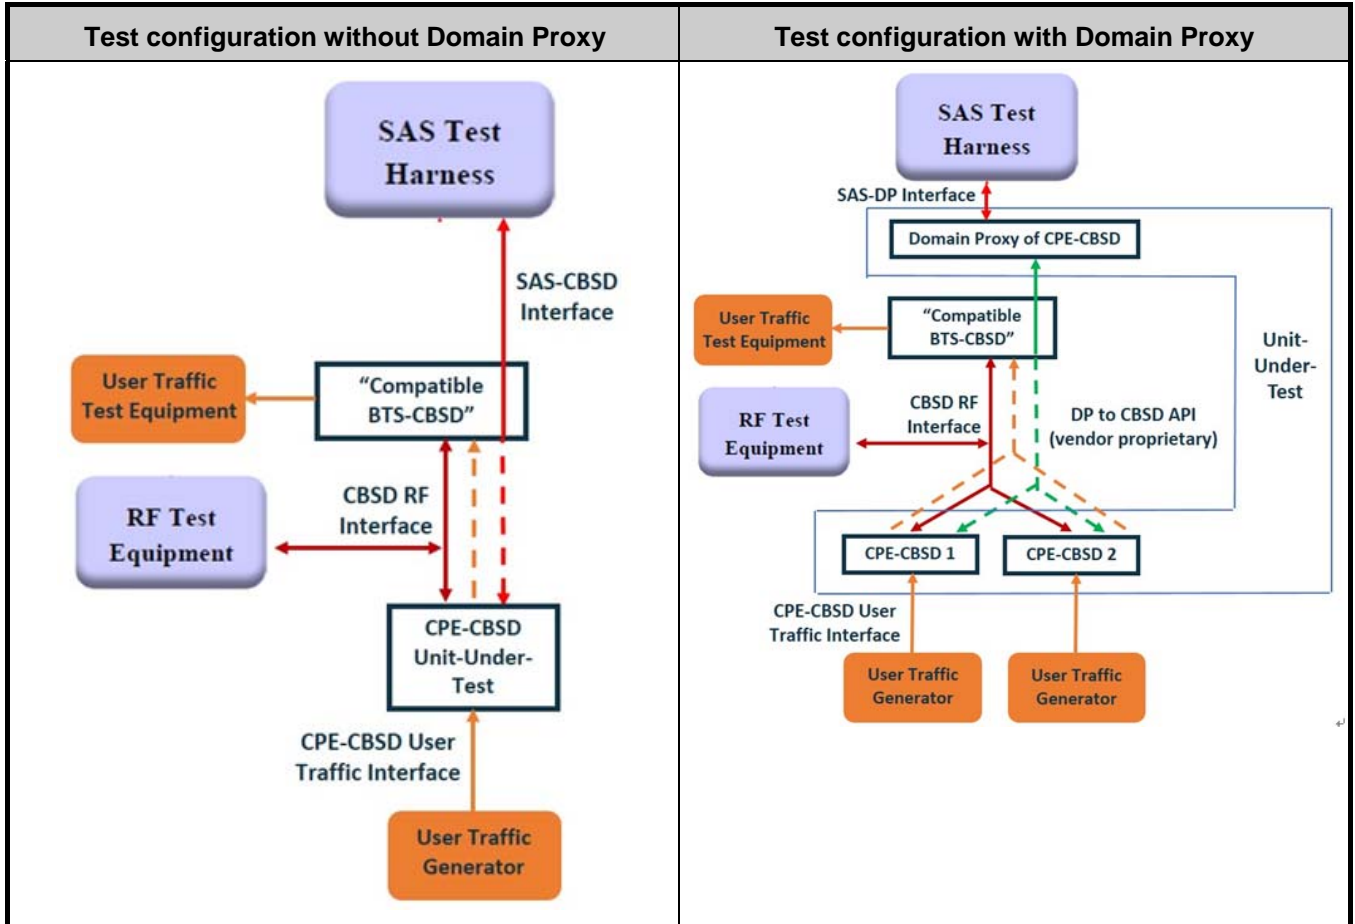 Test configuration without Domain Proxy
SAS Test
Harness
SAS-CBSD
Interface
User Traffic
Test Equipment
“Compatible
BTS-CBSD”
RF Test
Equipment
CBSD RF
Interface
CPE-CBSD
Unit-Under-
Test
CPE-CBSD User
Traffic Interface
User Traffic
Generator
Test configuration with Domain Proxy
SAS Test
Harness
SAS-DP Interface
Domain Proxy of CPE-CBSD
User Traffic
Test Equipment
“Compatible
BTS-CBSD”
Unit-
Under-
Test
RF Test
Equipment
CBSD RF
Interface
DP to CBSD API
(vendor proprietary)
CPE-CBSD 1
CPE-CBSD 2
CPE-CBSD User
Traffic Interface
User Traffic
Generator
User Traffic
Generator